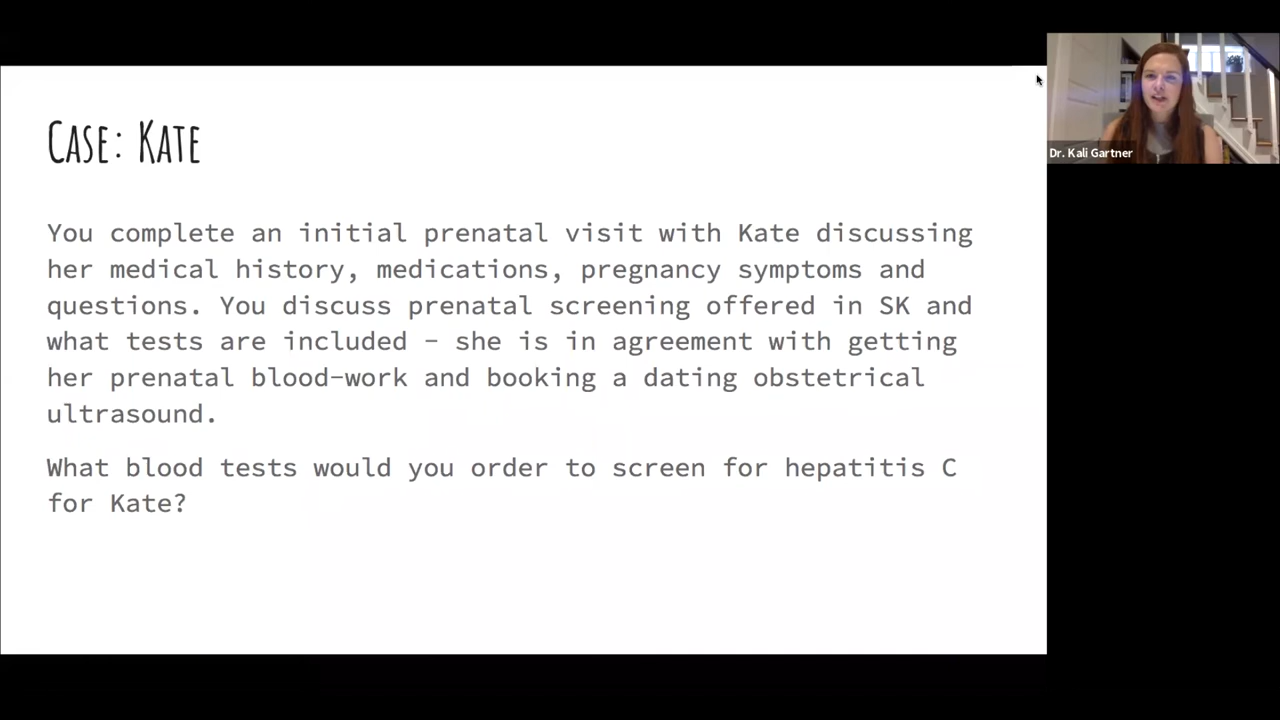 Case: Kate
You complete an initial prenatal visit with Kate discussing
her medical history, medications, pregnancy symptoms and
questions. You discuss prenatal screening offered in SK and
what tests are included - she is in agreement with getting
her prenatal blood-work and booking a dating obstetrical
ultrasound.
What blood tests would you order to screen for hepatitis C
for Kate?
Dr. Kali Gartner